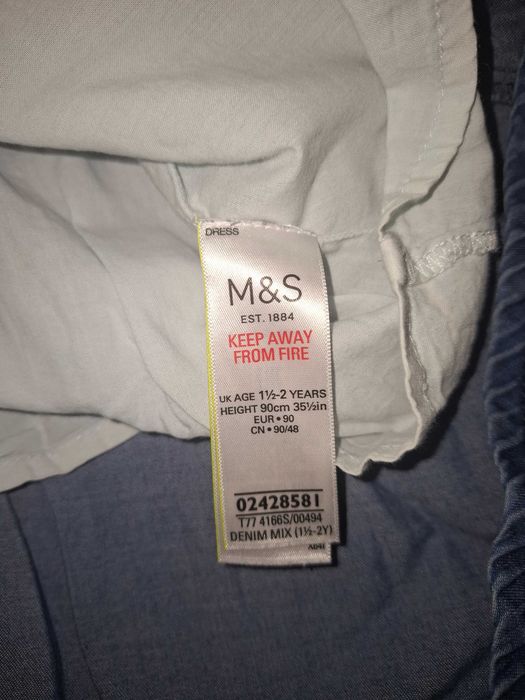 DRESS
M&S
EST. 1884
KEEP AWAY
FROM FIRE
UK AGE 1½-2 YEARS
HEIGHT 90cm 35½in
EUR • 90
CN • 90/48
02428581
T77 4166S/00494
DENIM MIX (1½-2Y)